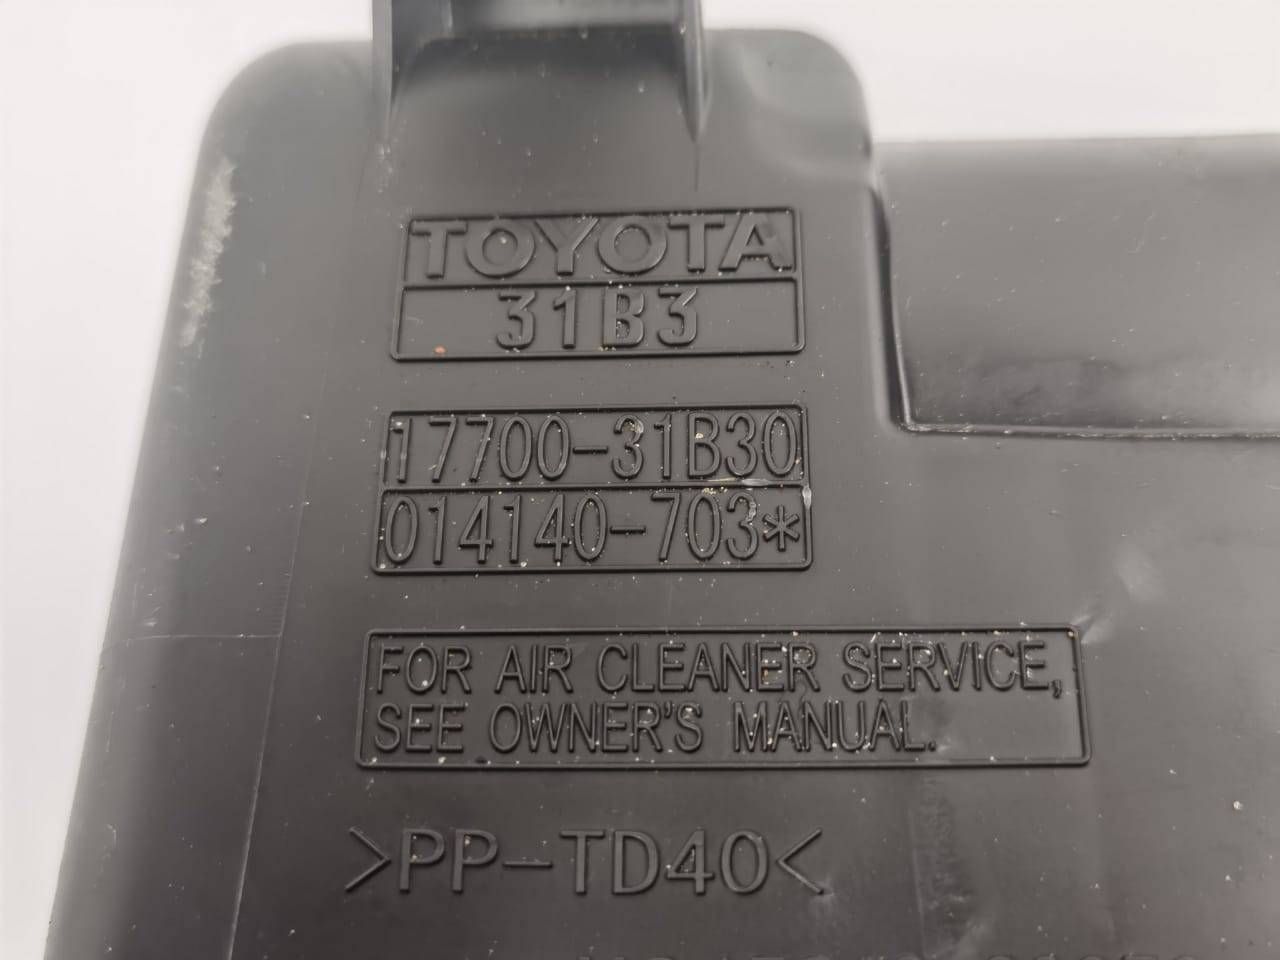 TOYOTA
31B3
17700-31B30
014140-703*
FOR AIR CLEANER SERVICE,
SEE OWNER'S MANUAL.
>PP-TD40<